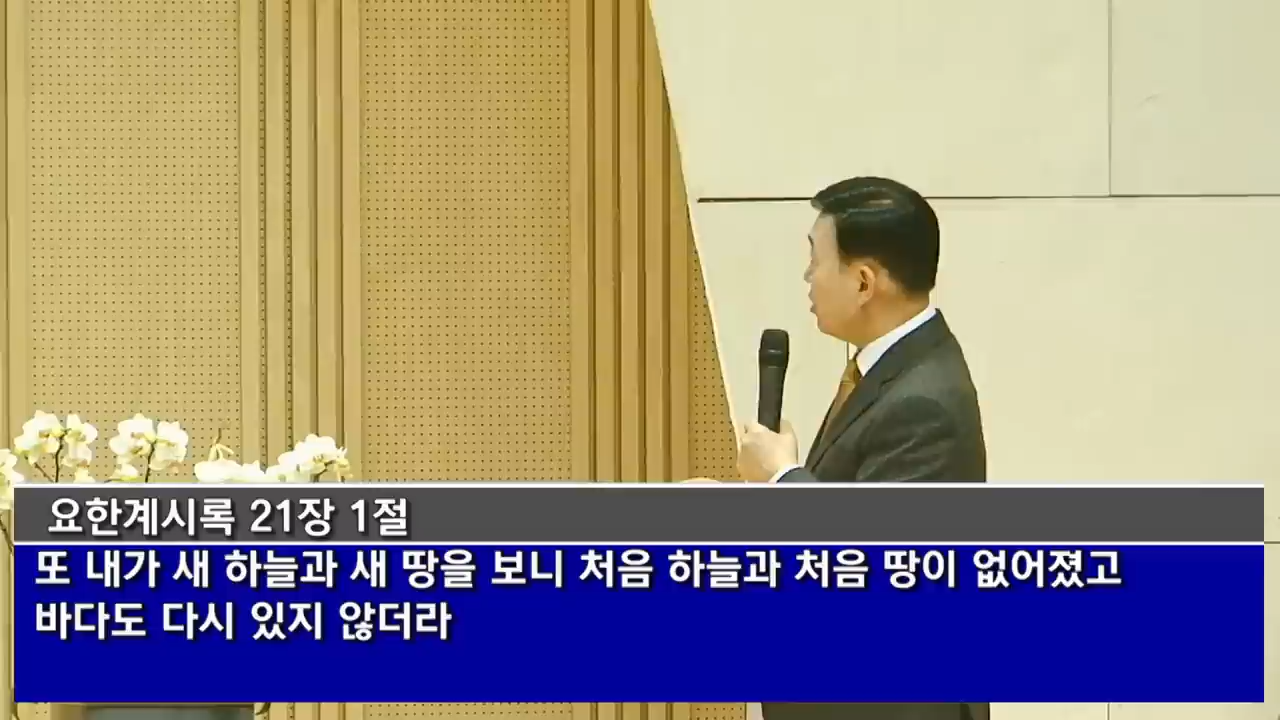 요한계시록 21장 1절
또 내가 새 하늘과 새 땅을 보니 처음 하늘과 처음 땅이 없어졌고
바다도 다시 있지 않더라